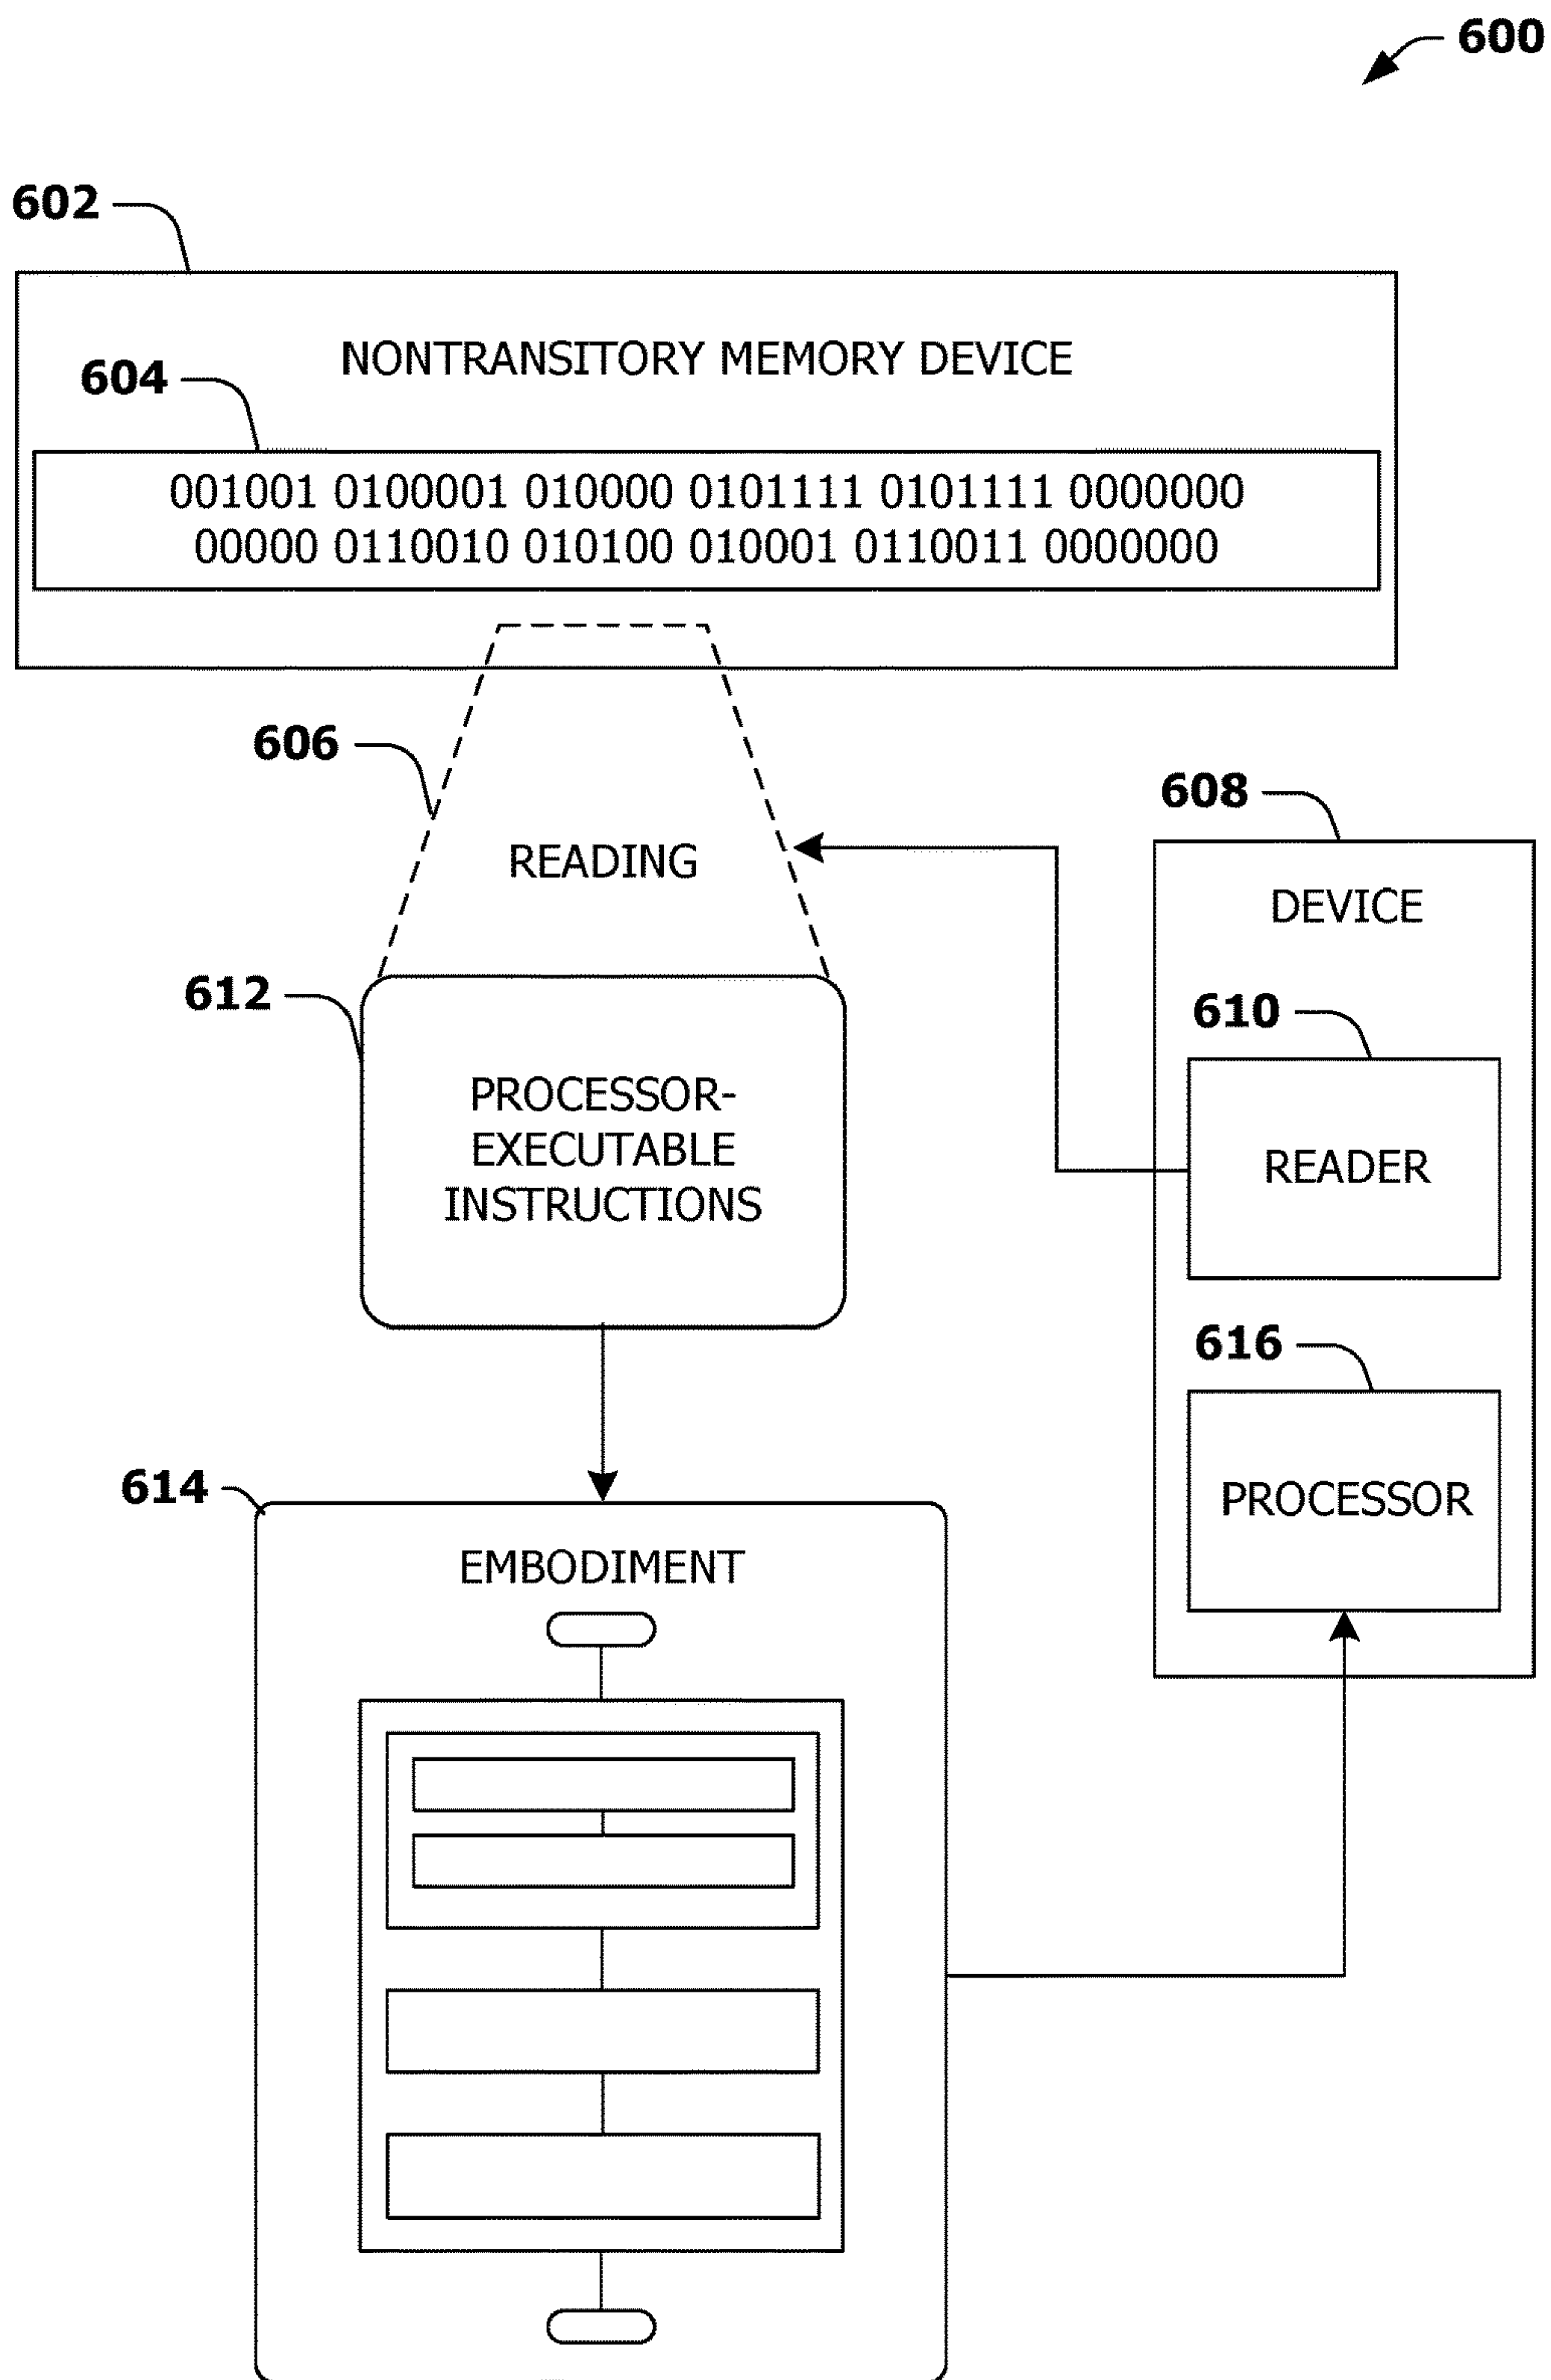 600
602
NONTRANSITORY MEMORY DEVICE
604
001001 0100001 010000 0101111 0101111 0000000
00000 0110010 010100 010001 0110011 0000000
606
READING
608
DEVICE
610
READER
612
PROCESSOR-
EXECUTABLE
INSTRUCTIONS
616
PROCESSOR
614
EMBODIMENT